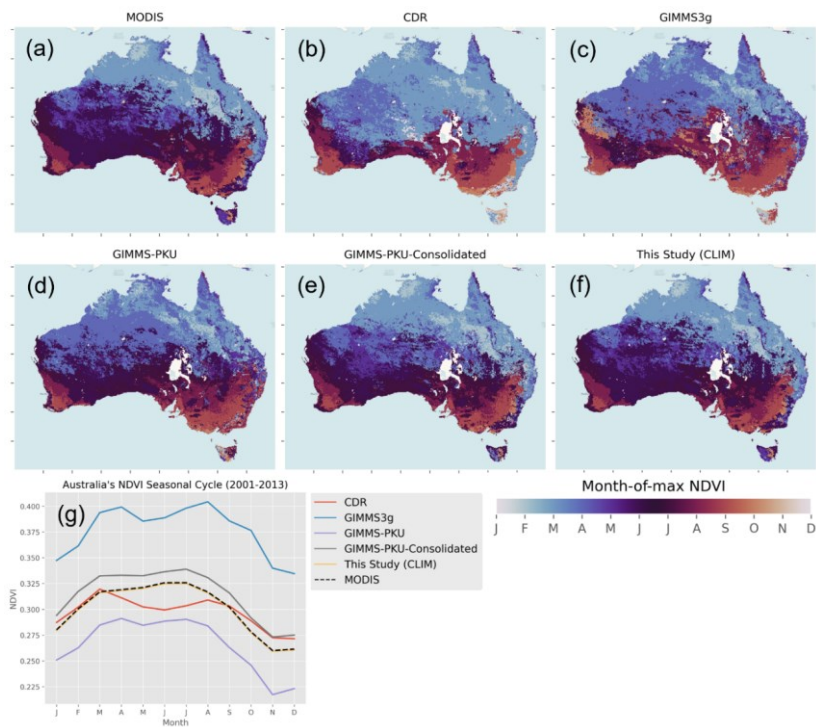 MODIS
CDR
GIMMS3g
(a)
(b)
(c)
GIMMS-PKU
GIMMS-PKU-Consolidated
This Study (CLIM)
(d)
(e)
(f)
Australia's NDVI Seasonal Cycle (2001-2013)
(g)
0.400
0.375
0.350
0.325
0.300
0.275
0.250
0.225
NDVI
J F M A M J J A S O N D
Month
CDR
GIMMS3g
GIMMS-PKU
GIMMS-PKU-Consolidated
This Study (CLIM)
MODIS
Month-of-max NDVI
J F M A M J J A S O N D